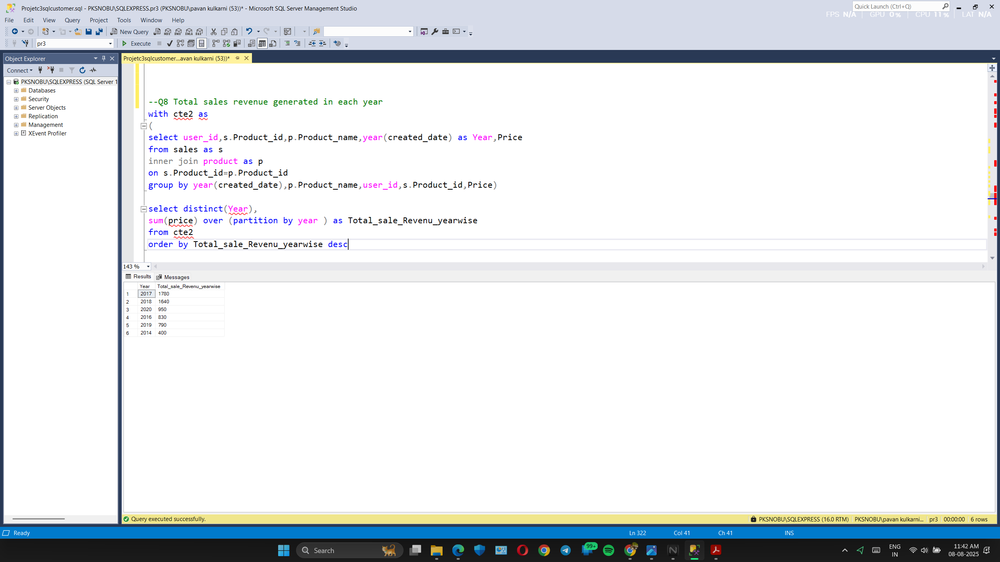 Projetc3sqlcustomer.sql - PKSNOBU\SQLEXPRESS.pr3 (PKSNOBU\pavan kulkarni (53))* - Microsoft SQL Server Management Studio
Quick Launch (Ctrl+Q)
FPS N/A GPU 0% CPU 11% LAT N/A
File Edit View Query Project Tools Window Help
New Query MDX DMX XMLA DAX
pr3 Execute
Object Explorer
Connect
PKSNOBU\SQLEXPRESS (SQL Server 1
Databases
Security
Server Objects
Replication
Management
XEvent Profiler
Projetc3sqlcustomer...avan kulkarni (53))*
--Q8 Total sales revenue generated in each year
with cte2 as
(
select user_id,s.Product_id,p.Product_name,year(created_date) as Year,Price
from sales as s
inner join product as p
on s.Product_id=p.Product_id
group by year(created_date),p.Product_name,user_id,s.Product_id,Price)
select distinct(Year),
sum(price) over (partition by year ) as Total_sale_Revenu_yearwise
from cte2
order by Total_sale_Revenu_yearwise desc
143 %
Results Messages
Year Total_sale_Revenu_yearwise
1 2017 1780
2 2018 1640
3 2020 950
4 2016 830
5 2019 790
6 2014 400
Query executed successfully.
PKSNOBU\SQLEXPRESS (16.0 RTM) PKSNOBU\pavan kulkarni... pr3 00:00:00 6 rows
Ready Ln 322 Col 41 Ch 41 INS
Search
99+
ENG
IN
11:42 AM
08-08-2025